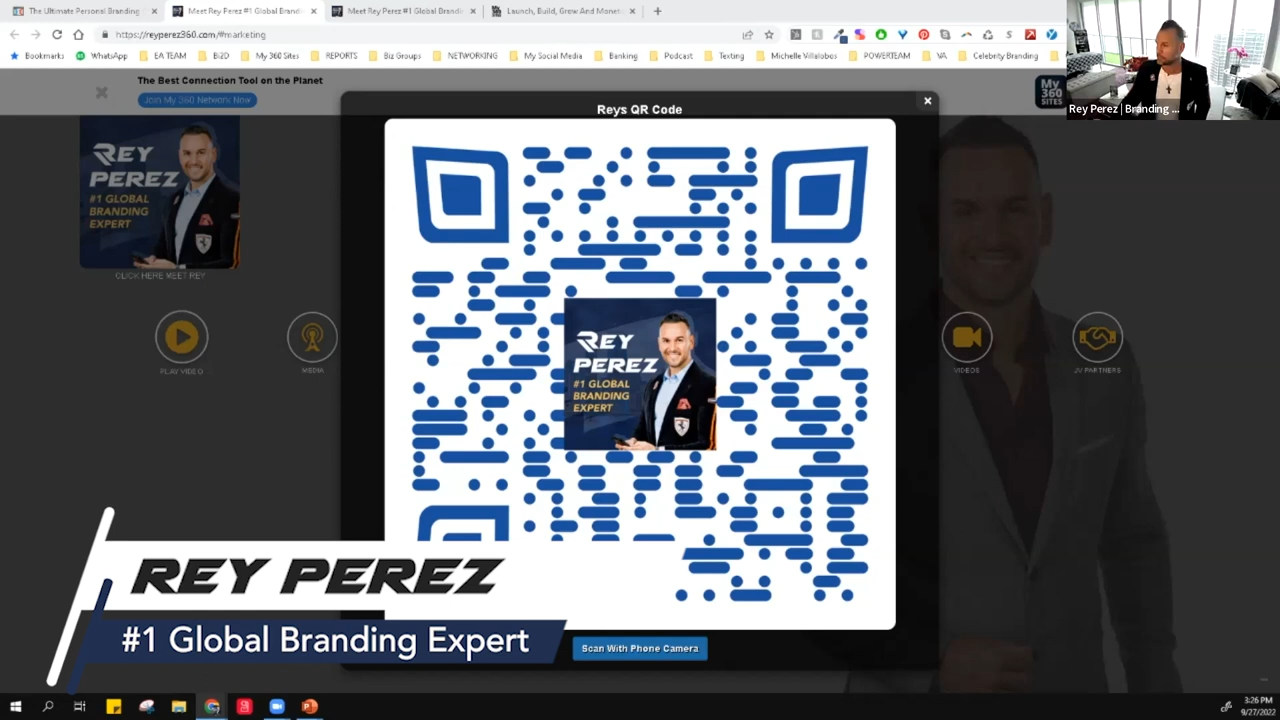 The Ultimate Personal Branding
Meet Rey Perez #1 Global Brandi
Meet Rey Perez #1 Global Brandi
Launch, Build, Grow And Monet
https://reyperez360.com/#marketing
Bookmarks WhatsApp EA TEAM Bi2D My 360 Sites REPORTS Biz Groups NETWORKING My Social Media Banking Podcast Texting Michelle Villalobos POWERTEAM VA Celebrity Branding
The Best Connection Tool on the Planet
Join My 360 Network Now
My
360
SITES
Rey Perez | Branding ...
Reys QR Code
REY
PEREZ
#1 GLOBAL
BRANDING
EXPERT
CLICK HERE MEET REY
PLAY VIDEO
MEDIA
REY
PEREZ
#1 GLOBAL
BRANDING
EXPERT
VIDEOS
JV PARTNERS
REY PEREZ
#1 Global Branding Expert
Scan With Phone Camera
3:26 PM
9/27/2022